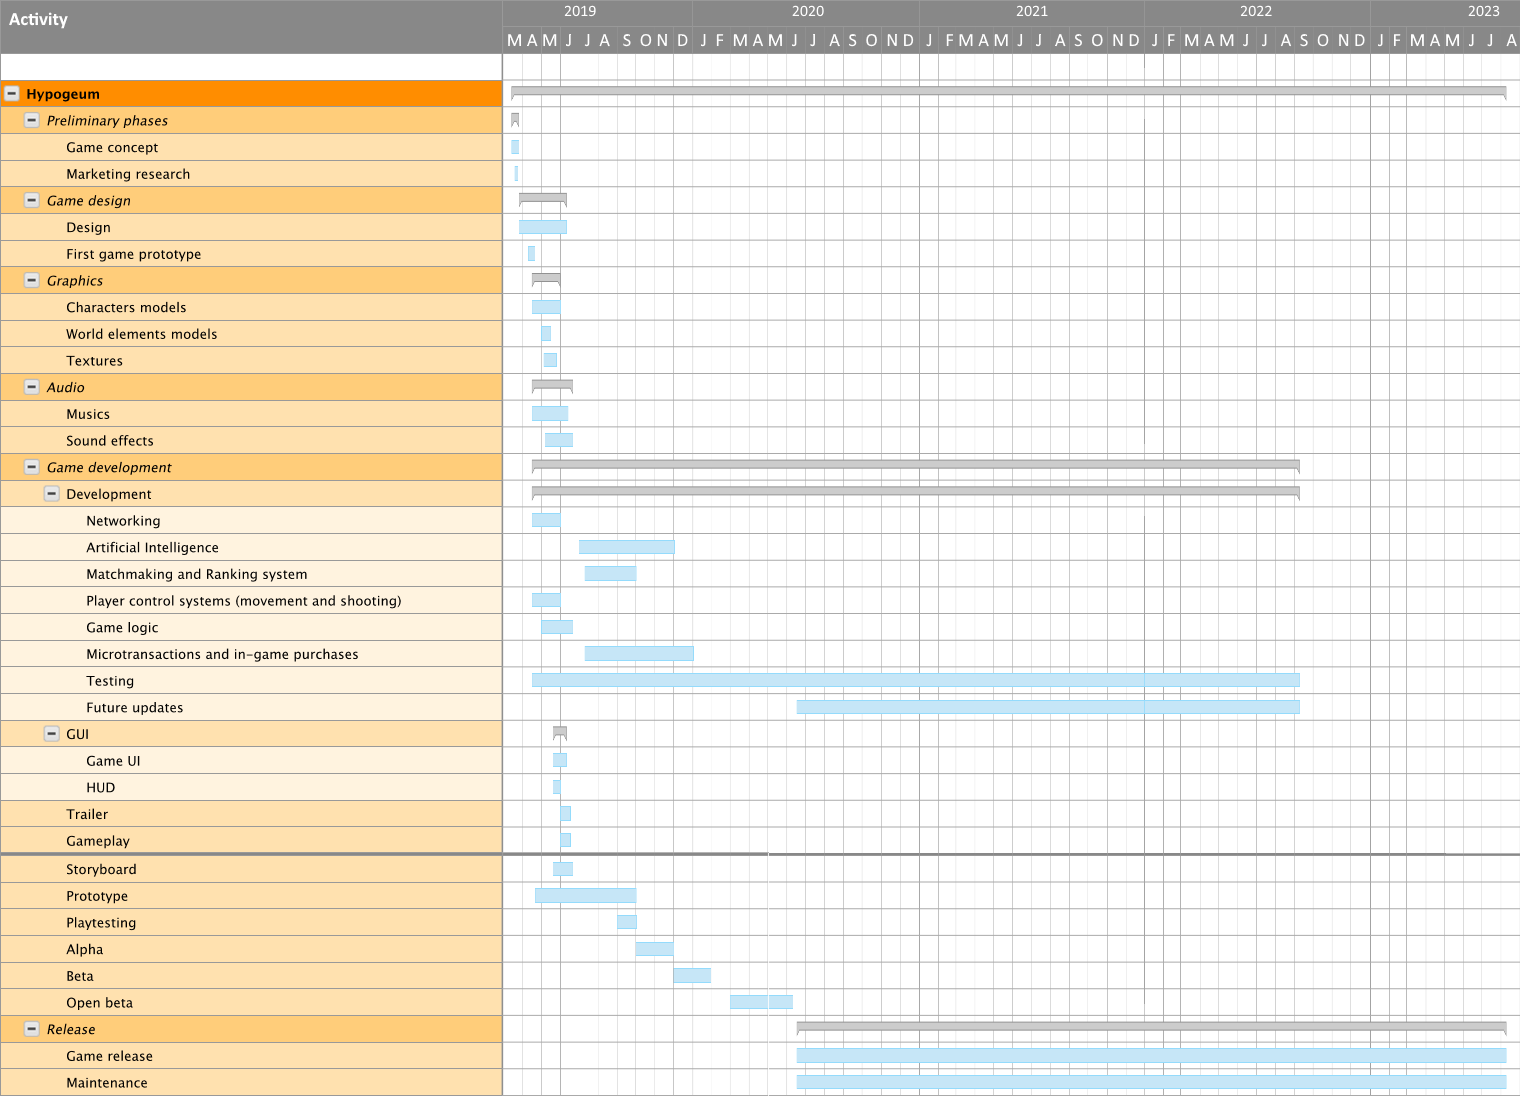 Activity
2019 2020 2021 2022 2023
M A M J J A S O N D J F M A M J J A S O N D J F M A M J J A S O N D J F M A M J J A S O N D J F M A M J J A
Hypogeum
Preliminary phases
Game concept
Marketing research
Game design
Design
First game prototype
Graphics
Characters models
World elements models
Textures
Audio
Musics
Sound effects
Game development
Development
Networking
Artificial Intelligence
Matchmaking and Ranking system
Player control systems (movement and shooting)
Game logic
Microtransactions and in-game purchases
Testing
Future updates
GUI
Game UI
HUD
Trailer
Gameplay
Storyboard
Prototype
Playtesting
Alpha
Beta
Open beta
Release
Game release
Maintenance